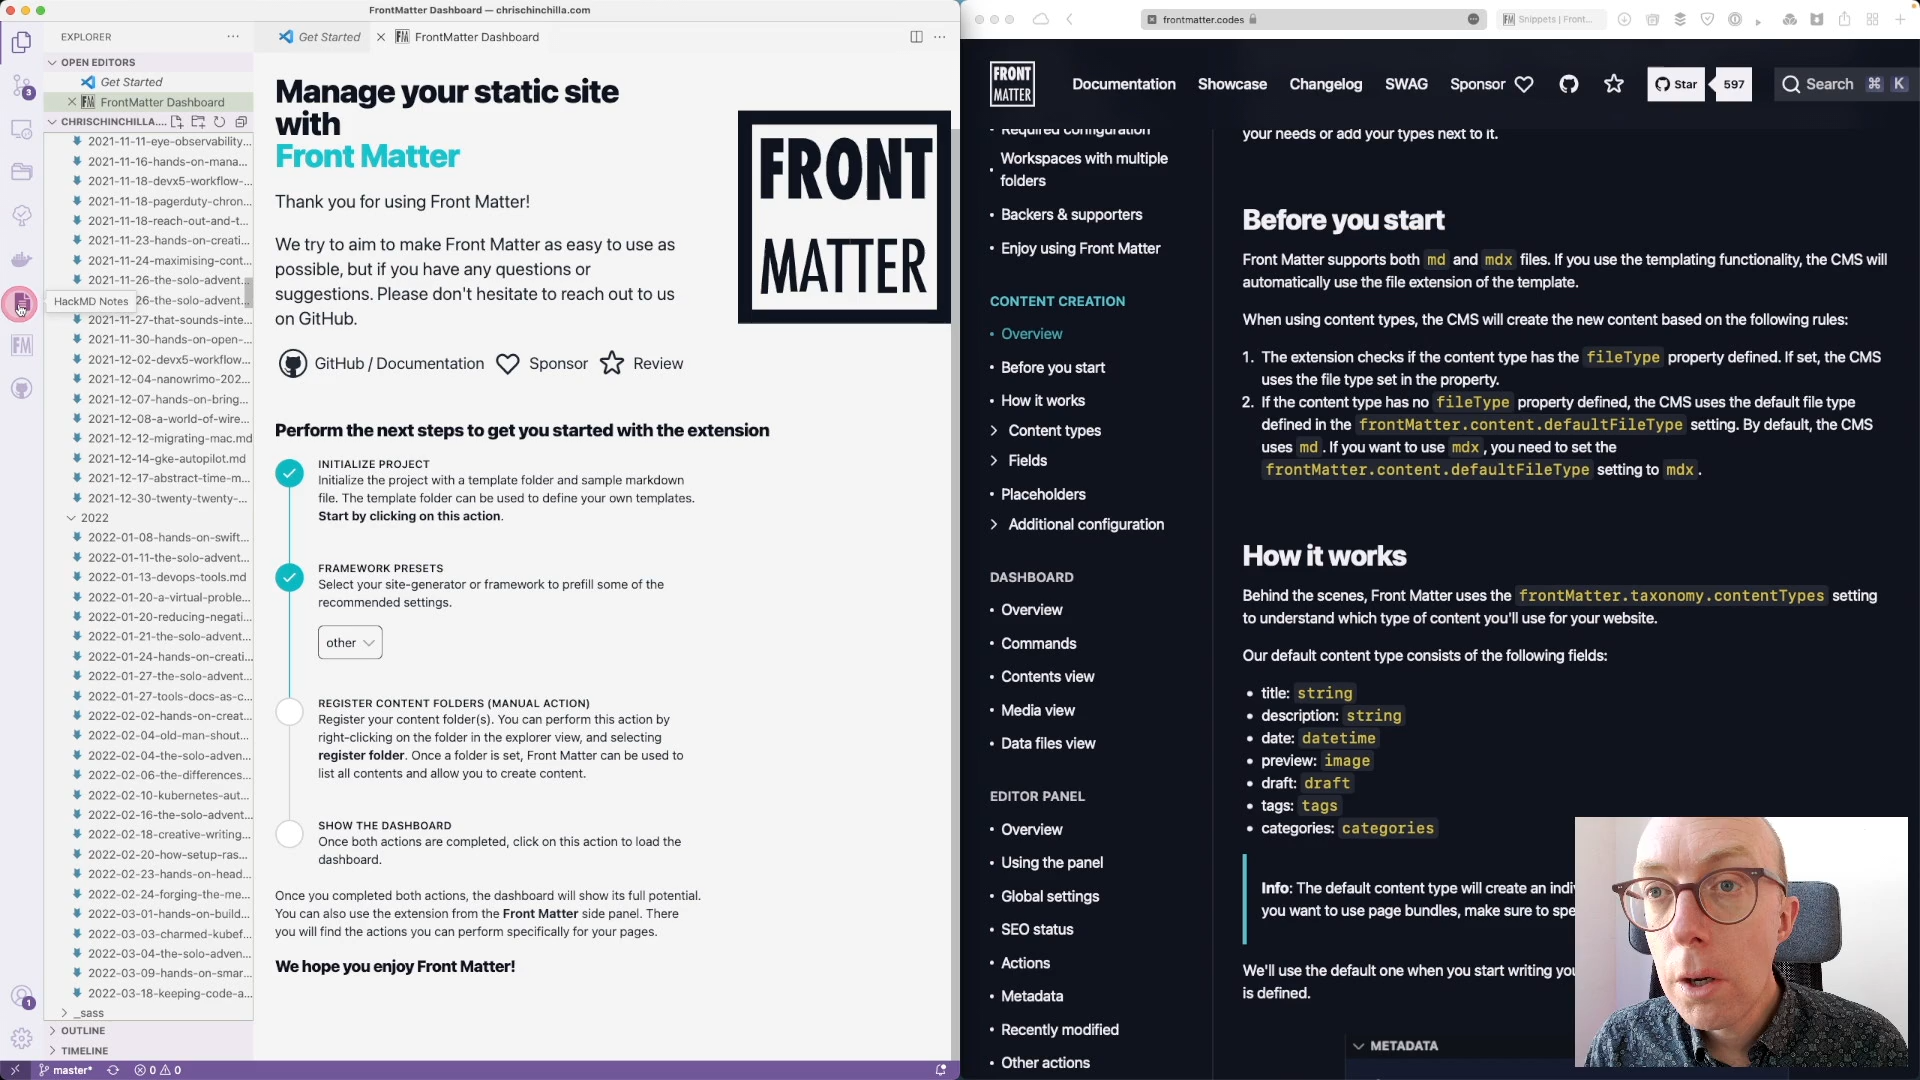 FrontMatter Dashboard — chrischinchilla.com
EXPLORER
OPEN EDITORS
Get Started
FrontMatter Dashboard
CHRISCHINCHILLA....
2021-11-11-eye-observability...
2021-11-16-hands-on-mana...
2021-11-18-devx5-workflow-...
2021-11-18-pagerduty-chron...
2021-11-18-reach-out-and-t...
2021-11-23-hands-on-creati...
2021-11-24-maximising-cont...
2021-11-26-the-solo-advent...
HackMD Notes
26-the-solo-advent...
2021-11-27-that-sounds-inte...
2021-11-30-hands-on-open-...
2021-12-02-devx5-workflow...
2021-12-04-nanowrimo-202...
2021-12-07-hands-on-bring...
2021-12-08-a-world-of-wire...
2021-12-12-migrating-mac.md
2021-12-14-gke-autopilot.md
2021-12-17-abstract-time-m...
2021-12-30-twenty-twenty-...
2022
2022-01-08-hands-on-swift...
2022-01-11-the-solo-advent...
2022-01-13-devops-tools.md
2022-01-20-a-virtual-proble...
2022-01-20-reducing-negati...
2022-01-21-the-solo-advent...
2022-01-24-hands-on-creati...
2022-01-27-the-solo-advent...
2022-01-27-tools-docs-as-c...
2022-02-02-hands-on-creat...
2022-02-04-old-man-shout...
2022-02-04-the-solo-adven...
2022-02-06-the-differences...
2022-02-10-kubernetes-aut...
2022-02-16-the-solo-advent...
2022-02-18-creative-writing...
2022-02-20-how-setup-ras...
2022-02-23-hands-on-head...
2022-02-24-forging-the-me...
2022-03-01-hands-on-build...
2022-03-03-charmed-kubef...
2022-03-04-the-solo-adven...
2022-03-09-hands-on-smar...
2022-03-18-keeping-code-a...
_sass
OUTLINE
TIMELINE
3
FM
1
master*
0 0
Get Started
FM FrontMatter Dashboard
Manage your static site
with
Front Matter
FRONT
MATTER
Thank you for using Front Matter!
We try to aim to make Front Matter as easy to use as
possible, but if you have any questions or
suggestions. Please don't hesitate to reach out to us
on GitHub.
GitHub / Documentation Sponsor Review
Perform the next steps to get you started with the extension
INITIALIZE PROJECT
Initialize the project with a template folder and sample markdown
file. The template folder can be used to define your own templates.
Start by clicking on this action.
FRAMEWORK PRESETS
Select your site-generator or framework to prefill some of the
recommended settings.
other
REGISTER CONTENT FOLDERS (MANUAL ACTION)
Register your content folder(s). You can perform this action by
right-clicking on the folder in the explorer view, and selecting
register folder. Once a folder is set, Front Matter can be used to
list all contents and allow you to create content.
SHOW THE DASHBOARD
Once both actions are completed, click on this action to load the
dashboard.
Once you completed both actions, the dashboard will show its full potential.
You can also use the extension from the Front Matter side panel. There
you will find the actions you can perform specifically for your pages.
We hope you enjoy Front Matter!
frontmatter.codes
FM Snippets | Front...
FRONT
MATTER
Documentation Showcase Changelog SWAG Sponsor
Star 597
Search ⌘ K
Required configuration
Workspaces with multiple
folders
Backers & supporters
Enjoy using Front Matter
CONTENT CREATION
Overview
Before you start
How it works
Content types
Fields
Placeholders
Additional configuration
DASHBOARD
Overview
Commands
Contents view
Media view
Data files view
EDITOR PANEL
Overview
Using the panel
Global settings
SEO status
Actions
Metadata
Recently modified
Other actions
your needs or add your types next to it.
Before you start
Front Matter supports both md and mdx files. If you use the templating functionality, the CMS will
automatically use the file extension of the template.
When using content types, the CMS will create the new content based on the following rules:
1. The extension checks if the content type has the fileType property defined. If set, the CMS
uses the file type set in the property.
2. If the content type has no fileType property defined, the CMS uses the default file type
defined in the frontMatter.content.defaultFileType setting. By default, the CMS
uses md. If you want to use mdx, you need to set the
frontMatter.content.defaultFileType setting to mdx.
How it works
Behind the scenes, Front Matter uses the frontMatter.taxonomy.contentTypes setting
to understand which type of content you'll use for your website.
Our default content type consists of the following fields:
title: string
description: string
date: datetime
preview: image
draft: draft
tags: tags
categories: categories
Info: The default content type will create an indi
you want to use page bundles, make sure to spe
We'll use the default one when you start writing you
is defined.
METADATA